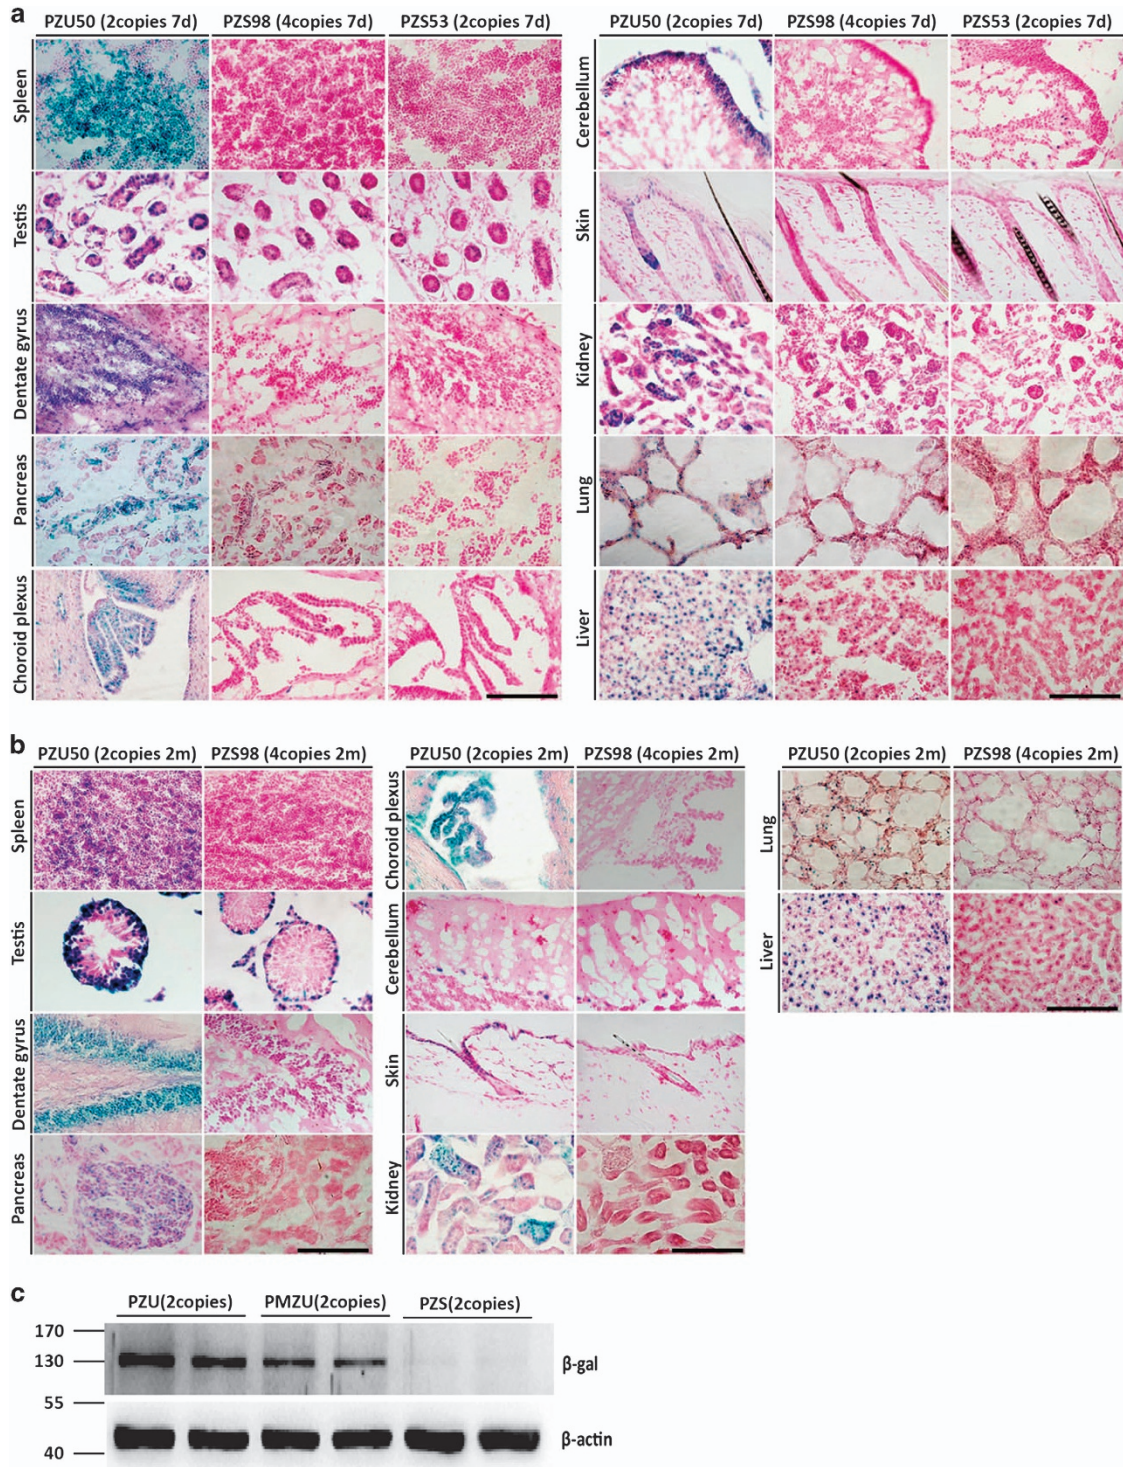 a
PZU50 (2copies 7d) PZS98 (4copies 7d) PZS53 (2copies 7d)
Spleen
Testis
Dentate gyrus
Pancreas
Choroid plexus
PZU50 (2copies 7d) PZS98 (4copies 7d) PZS53 (2copies 7d)
Cerebellum
Skin
Kidney
Lung
Liver
b
PZU50 (2copies 2m) PZS98 (4copies 2m)
Spleen
Testis
Dentate gyrus
Pancreas
PZU50 (2copies 2m) PZS98 (4copies 2m)
Choroid plexus
Cerebellum
Skin
Kidney
PZU50 (2copies 2m) PZS98 (4copies 2m)
Lung
Liver
c
PZU(2copies) PMZU(2copies) PZS(2copies)
170
130 β-gal
55
40 β-actin